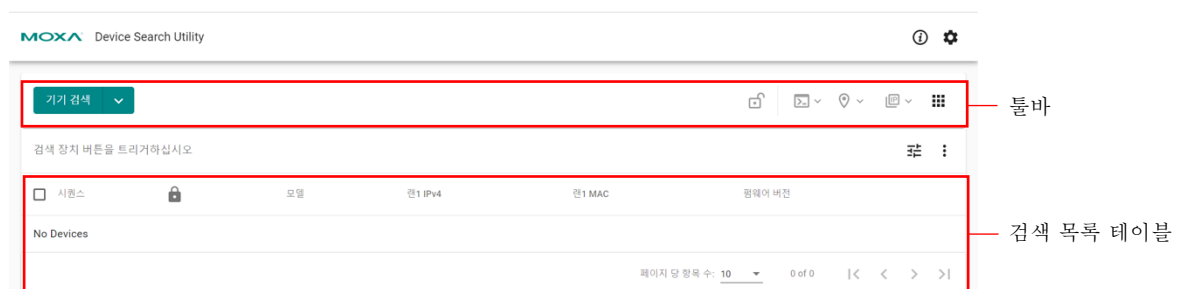 MOXA Device Search Utility
기기 검색
툴바
검색 장치 버튼을 트리거하십시오
시퀀스 모델 랜1 IPv4 랜1 MAC 펌웨어 버전
No Devices
검색 목록 테이블
페이지 당 항목 수: 10 0 of 0